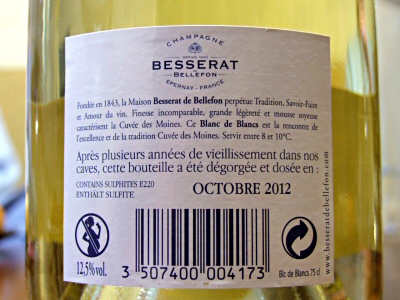 CHAMPAGNE
DEPUIS 1843
BESSERAT
DE
BELLEFON
EPERNAY - FRANCE
Fondée en 1843, la Maison Besserat de Bellefon perpétue Tradition, Savoir-Faire
et Amour du vin. Finesse incomparable, grande légèreté et mousse soyeuse
caractérisent la Cuvée des Moines. Ce Blanc de Blancs est la rencontre de
l'excellence et de la tradition Cuvée des Moines. Servir entre 8 et 10°C.
Après plusieurs années de vieillissement dans nos
caves, cette bouteille a été dégorgée et dosée en :
CONTAINS SULPHITES E220
ENTHÄLT SULFITE
OCTOBRE 2012
12,5% vol.
3 507400 004173
Blc de Blancs 75 cl
www.besseratdebellefon.com